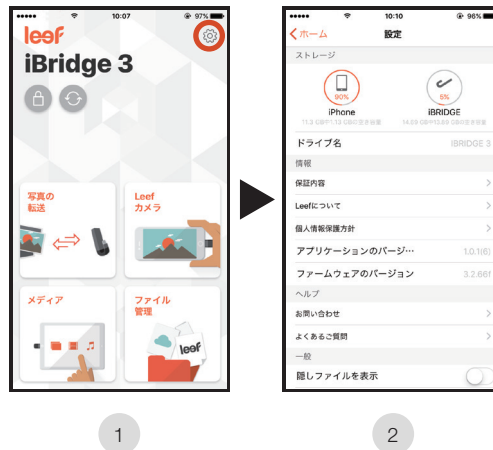 10:07
97%
leef
iBridge 3
写真の
転送
Leef
カメラ
メディア
ファイル
管理
leef
1
10:10
96%
ホーム
設定
ストレージ
90%
6%
iPhone
iBRIDGE
ドライブ名
iBRIDGE 3
情報
保証内容
Leefについて
個人情報保護方針
アプリケーションのバージ…
1.0.1(6)
ファームウェアのバージョン
3.2.66f
ヘルプ
お問い合わせ
よくあるご質問
一般
隠しファイルを表示
2